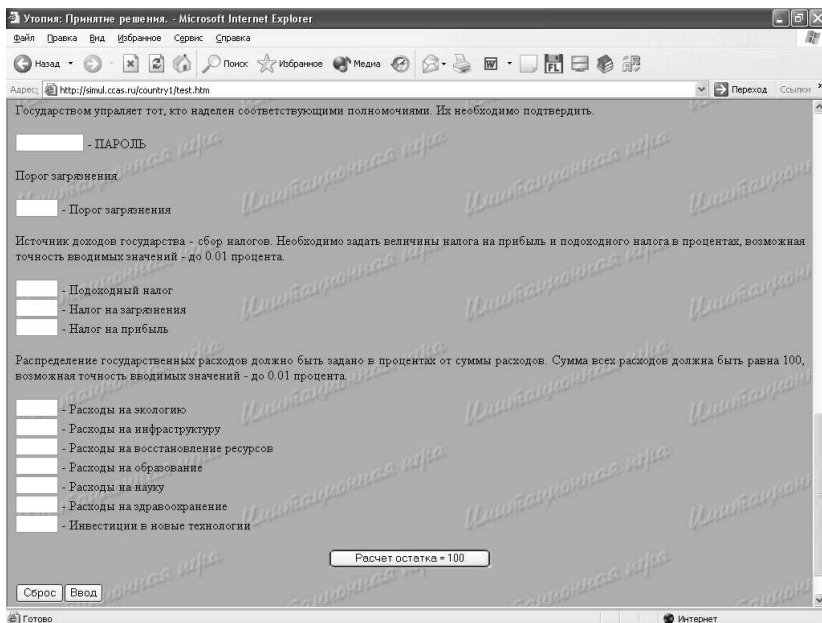 Утопия: Принятие решения. - Microsoft Internet Explorer
Файл Правка Вид Избранное Сервис Справка
Назад Поиск Избранное Медиа
Адрес: http://simul.ccas.ru/country1/test.htm Переход Ссылки »
Государством упраляет тот, кто наделен соответствующими полномочиями. Их необходимо подтвердить.
- ПАРОЛЬ
Порог загрязнения
- Порог загрязнения
Источник доходов государства - сбор налогов. Необходимо задать величины налога на прибыль и подоходного налога в процентах, возможная
точность вводимых значений - до 0.01 процента.
- Подоходный налог
- Налог на загрязнения
- Налог на прибыль
Распределение государственных расходов должно быть задано в процентах от суммы расходов. Сумма всех расходов должна быть равна 100,
возможная точность вводимых значений - до 0.01 процента.
- Расходы на экологию
- Расходы на инфраструктуру
- Расходы на восстановление ресурсов
- Расходы на образование
- Расходы на науку
- Расходы на здравоохранение
- Инвестиции в новые технологии
Расчет остатка = 100
Сброс Ввод
Готово Интернет
Имитационная игра